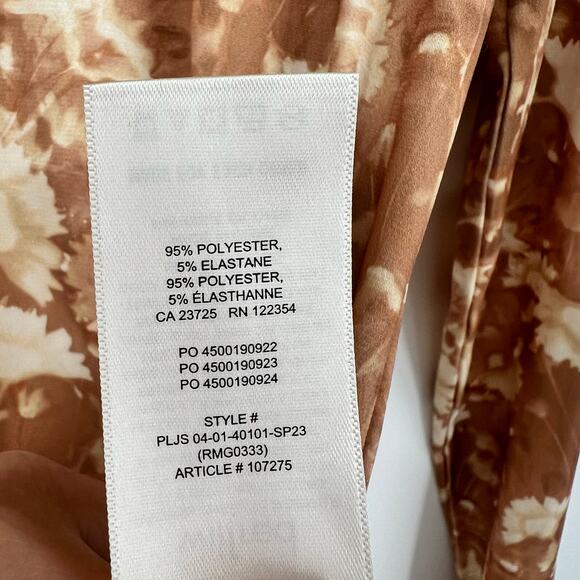 95% POLYESTER,
5% ELASTANE
95% POLYESTER,
5% ÉLASTHANNE
CA 23725 RN 122354
PO 4500190922
PO 4500190923
PO 4500190924
STYLE #
PLJS 04-01-40101-SP23
(RMG0333)
ARTICLE # 107275